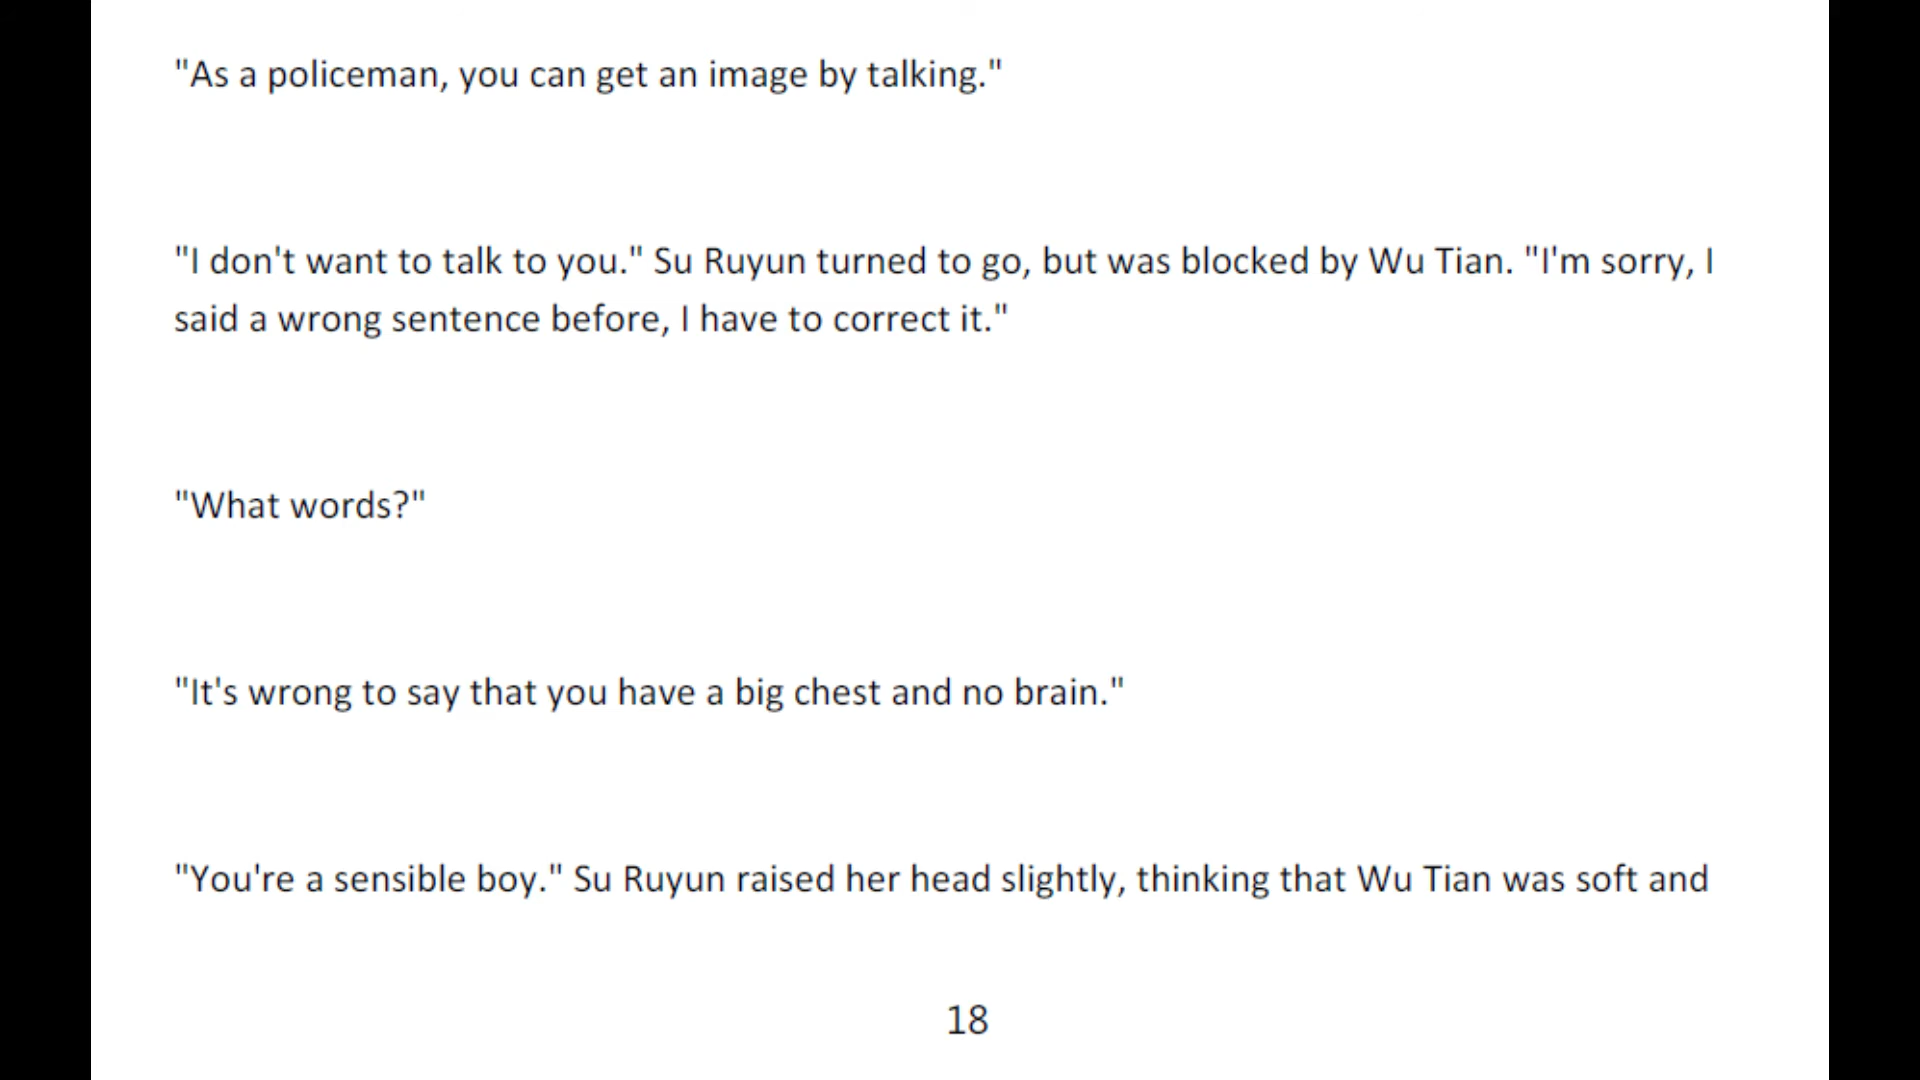 "As a policeman, you can get an image by talking."
"I don't want to talk to you." Su Ruyun turned to go, but was blocked by Wu Tian. "I'm sorry, I
said a wrong sentence before, I have to correct it."
"What words?"
"It's wrong to say that you have a big chest and no brain."
"You're a sensible boy." Su Ruyun raised her head slightly, thinking that Wu Tian was soft and
18